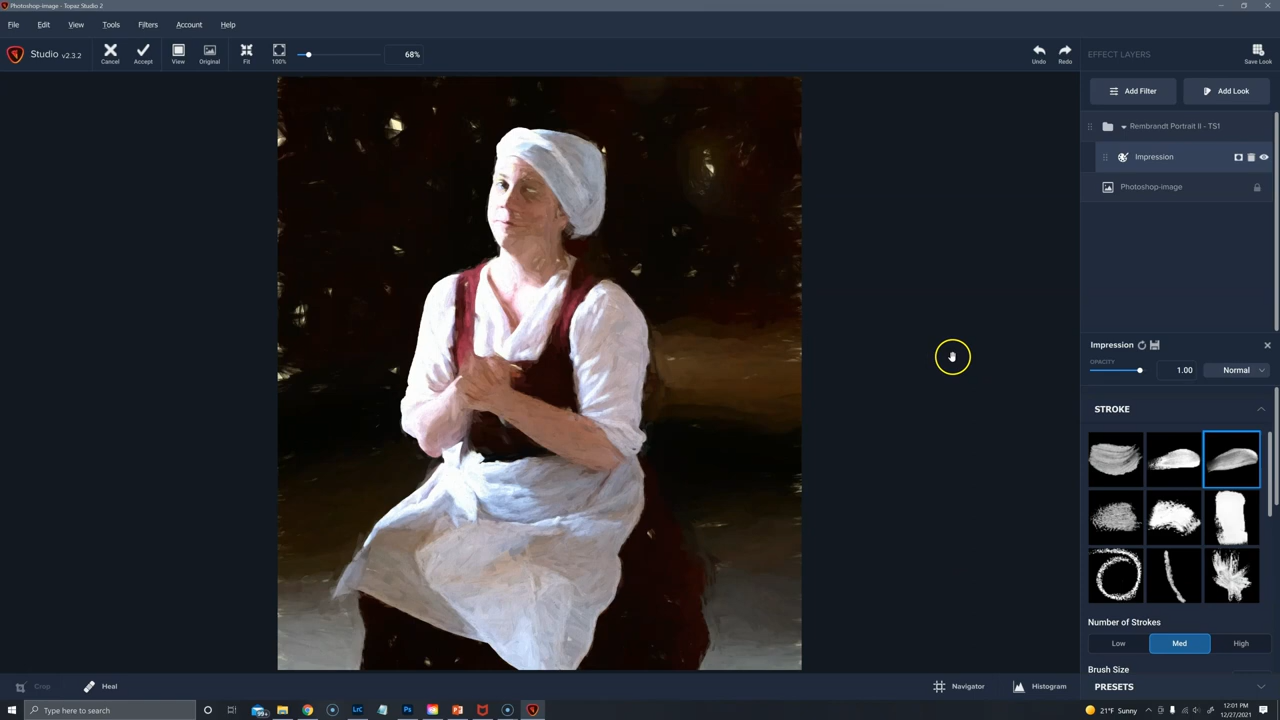 Photoshop-image - Topaz Studio 2
File Edit View Tools Filters Account Help
Studio v2.3.2
Cancel Accept View Original Fit 100% 68% Undo Redo
EFFECT LAYERS
Save Look
Add Filter Add Look
Rembrandt Portrait II - TS1
Impression
Photoshop-image
Impression
OPACITY
1.00 Normal
STROKE
Number of Strokes
Low Med High
Brush Size
PRESETS
Crop Heal Navigator Histogram
Type here to search
99+
LrC
Ps
21°F Sunny
12:01 PM
12/27/2021